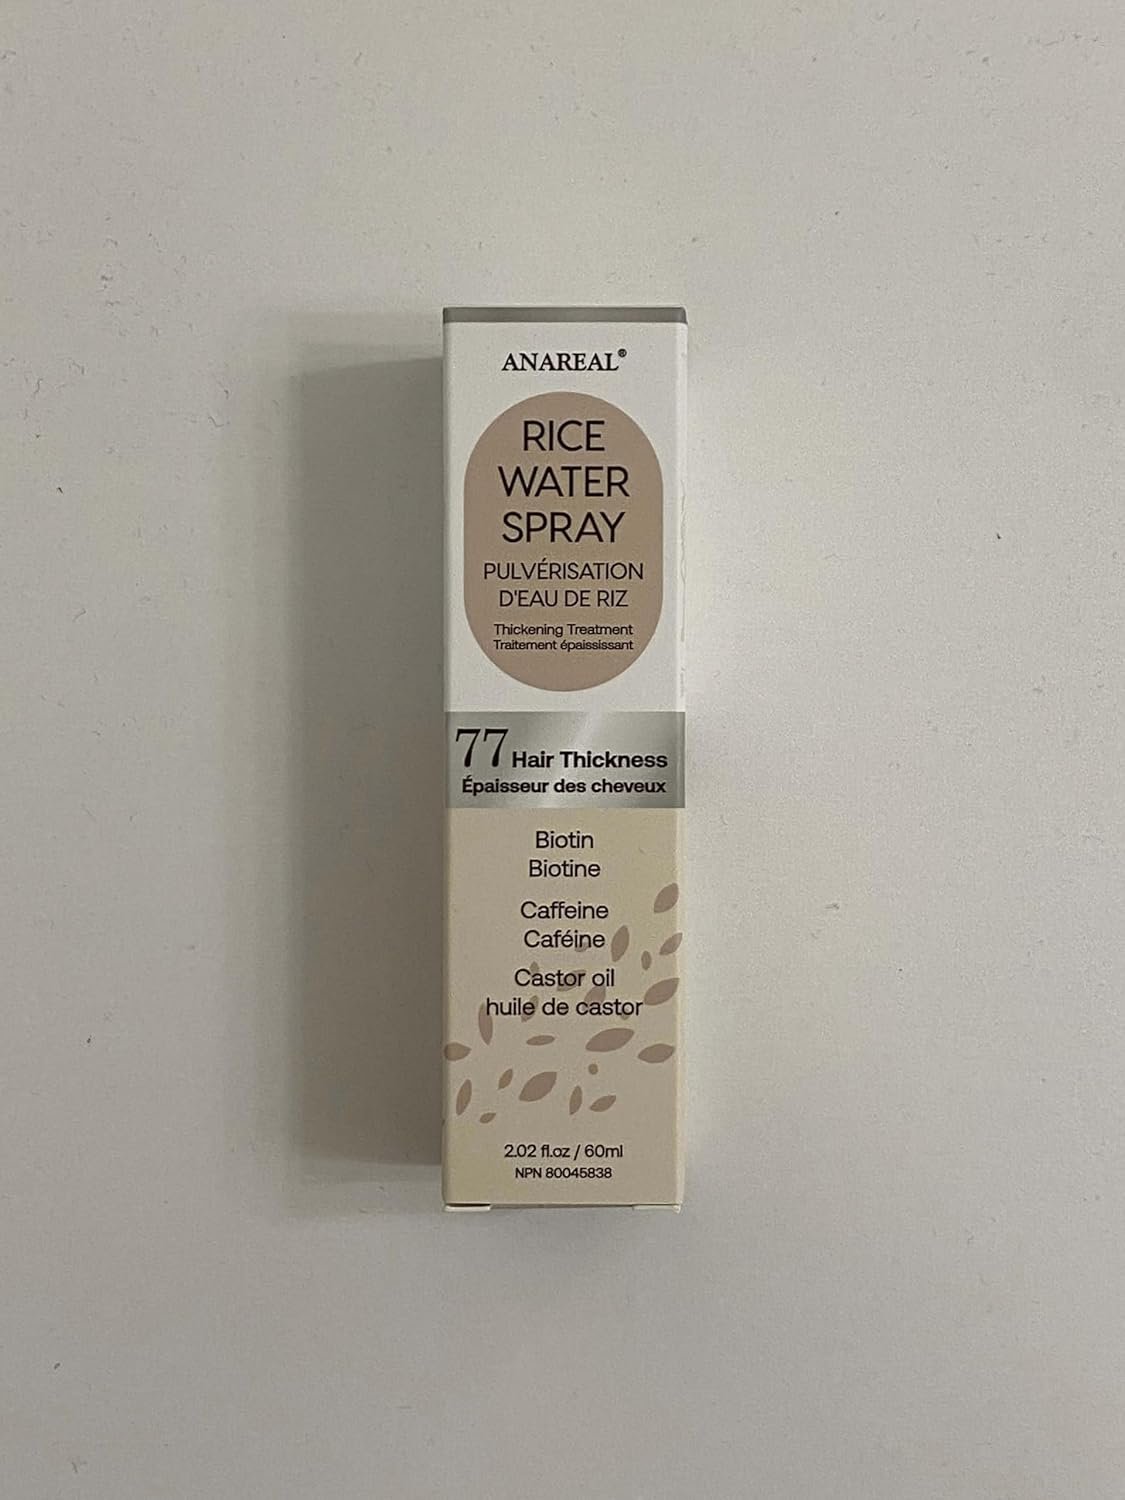 ANAREAL®
RICE
WATER
SPRAY
PULVÉRISATION
D'EAU DE RIZ
Thickening Treatment
Traitement épaississant
77 Hair Thickness
Épaisseur des cheveux
Biotin
Biotine
Caffeine
Caféine
Castor oil
huile de castor
2.02 fl.oz / 60ml
NPN 80045838